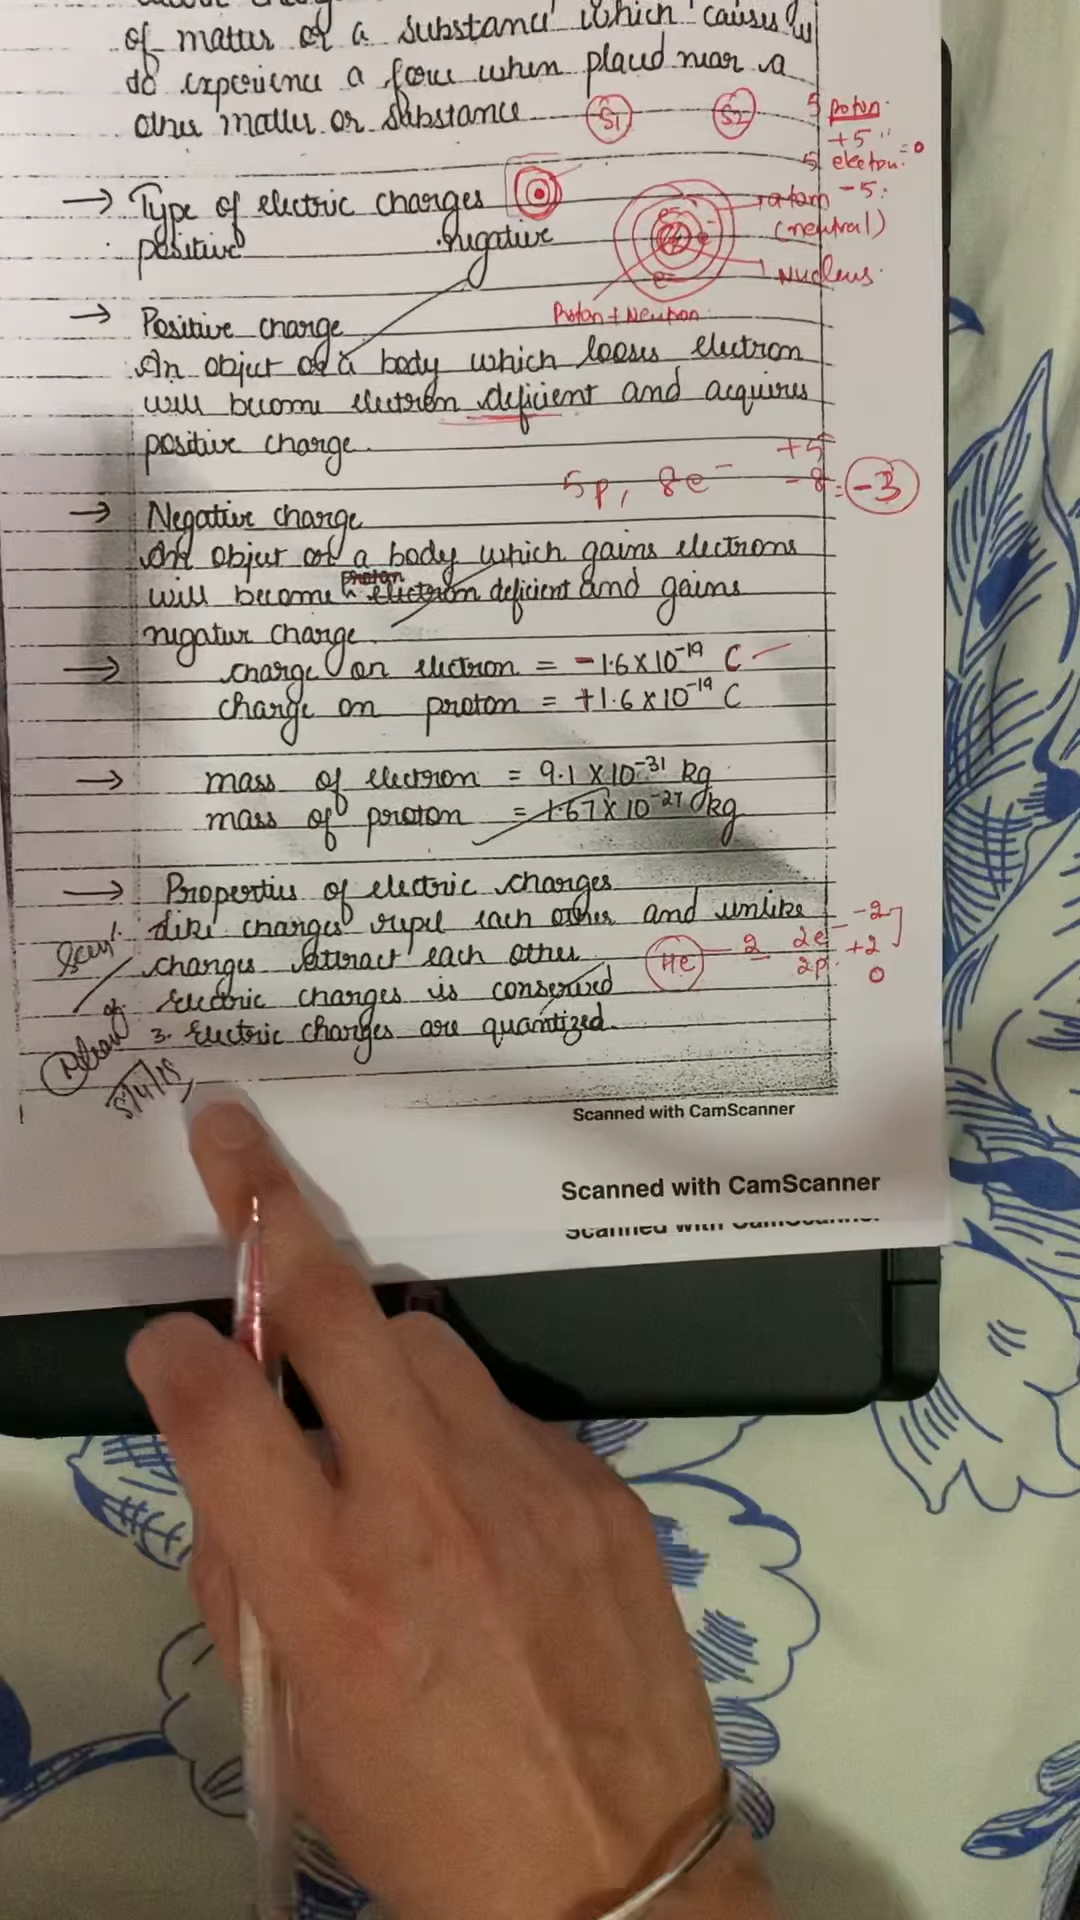 of matter or a substance which causes it
to experience a force when placed near a
other matter or substance
S1 S2
5 proton
+5
= 0
5 electron
-5
→ Type of electric charges
positive negative
atom
(neutral)
Nucleus
Proton + Neutron
→ Positive charge
An object or a body which looses electron
will become electron deficient and acquires
positive charge.
5p, 8e⁻ +5
-8 = -3
→ Negative charge
An object or a body which gains electrons
will become electron deficient and gains
proton
negative charge.
→ charge on electron = -1.6 X 10⁻¹⁹ C
charge on proton = +1.6 X 10⁻¹⁹ C
→ mass of electron = 9.1 X 10⁻³¹ kg
mass of proton = 1.67 X 10⁻²⁷ kg
→ Properties of electric charges
Like charges repel each other and unlike
charges attract each other
He 2 2e⁻ -2
2p +2
0
Electric charges is conserved
3. Electric charges are quantized.
Scanned with CamScanner
Scanned with CamScanner
Scanned with CamScanner